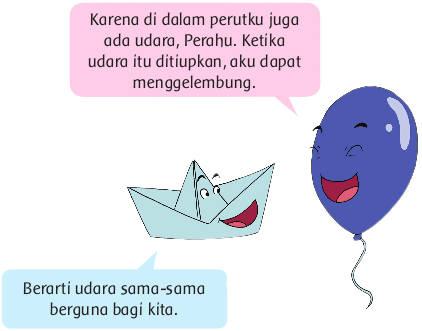 Karena di dalam perutku juga
ada udara, Perahu. Ketika
udara itu ditiupkan, aku dapat
menggelembung.
Berarti udara sama-sama
berguna bagi kita.